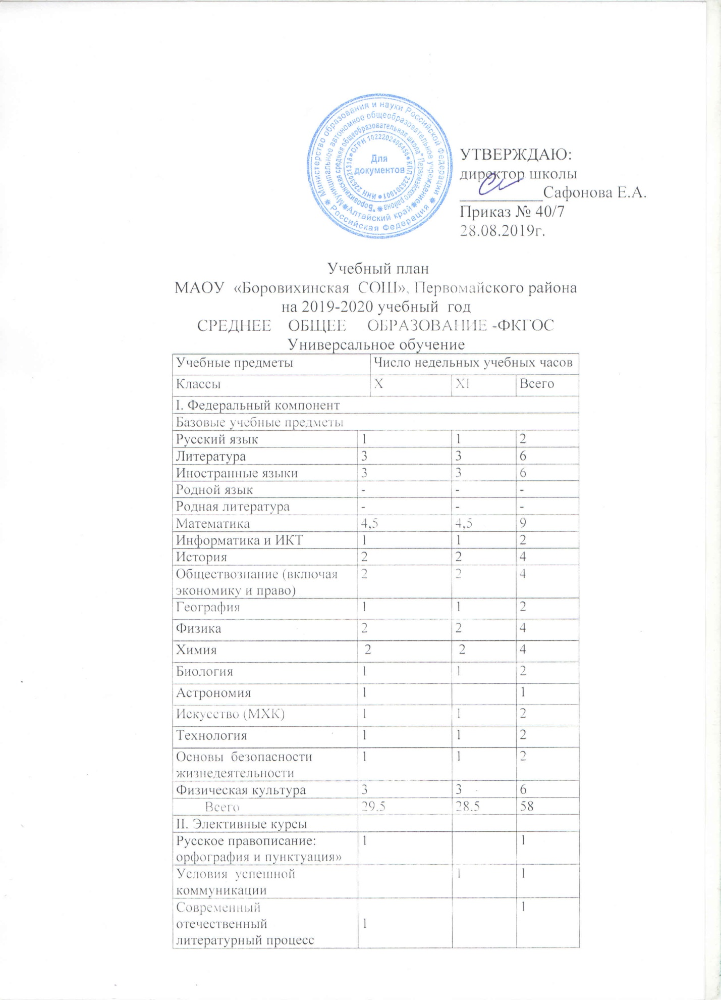 Министерство образования и науки Российской Федерации
Российская Федерация
Муниципальное автономное общеобразовательное учреждение
Алтайский край
"Боровихинская средняя общеобразовательная школа" Первомайского района
ОГРН 1022202405456 КПП 226301001 ИНН 2263021318
Для
документов
УТВЕРЖДАЮ:
директор школы
__________Сафонова Е.А.
Приказ № 40/7
28.08.2019г.
Учебный план
МАОУ «Боровихинская СОШ», Первомайского района
на 2019-2020 учебный год
СРЕДНЕЕ ОБЩЕЕ ОБРАЗОВАНИЕ -ФКГОС
Универсальное обучение
Учебные предметы Число недельных учебных часов
Классы X XI Всего
I. Федеральный компонент
Базовые учебные предметы
Русский язык 1 1 2
Литература 3 3 6
Иностранные языки 3 3 6
Родной язык - - -
Родная литература - - -
Математика 4,5 4,5 9
Информатика и ИКТ 1 1 2
История 2 2 4
Обществознание (включая 2 2 4
экономику и право)
География 1 1 2
Физика 2 2 4
Химия 2 2 4
Биология 1 1 2
Астрономия 1 1
Искусство (МХК) 1 1 2
Технология 1 1 2
Основы безопасности 1 1 2
жизнедеятельности
Физическая культура 3 3 6
Всего 29.5 28.5 58
II. Элективные курсы
Русское правописание: 1 1
орфография и пунктуация»
Условия успешной 1 1
коммуникации
Современный 1
отечественный 1
литературный процесс